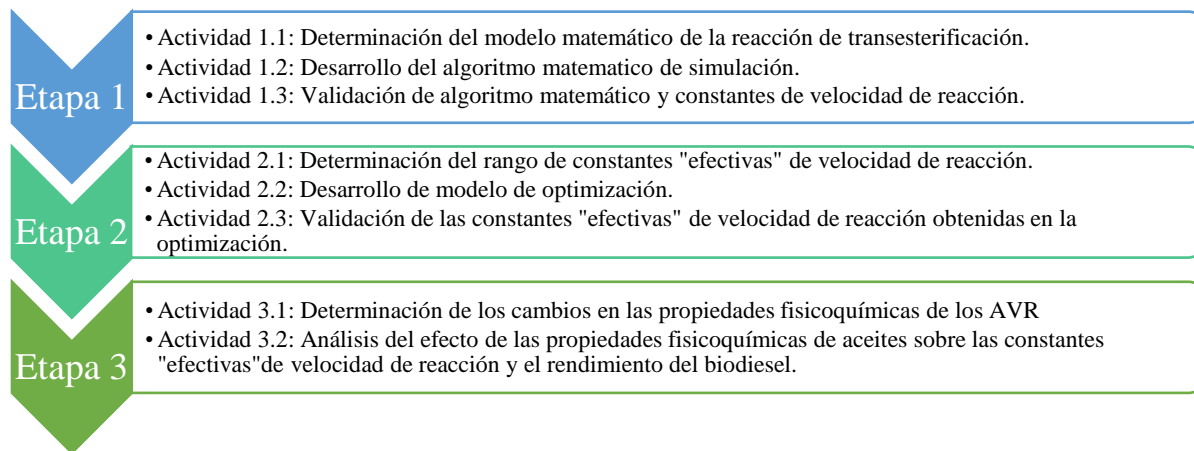 Etapa 1
• Actividad 1.1: Determinación del modelo matemático de la reacción de transesterificación.
• Actividad 1.2: Desarrollo del algoritmo matematico de simulación.
• Actividad 1.3: Validación de algoritmo matemático y constantes de velocidad de reacción.
Etapa 2
• Actividad 2.1: Determinación del rango de constantes "efectivas" de velocidad de reacción.
• Actividad 2.2: Desarrollo de modelo de optimización.
• Actividad 2.3: Validación de las constantes "efectivas" de velocidad de reacción obtenidas en la
optimización.
Etapa 3
• Actividad 3.1: Determinación de los cambios en las propiedades fisicoquímicas de los AVR
• Actividad 3.2: Análisis del efecto de las propiedades fisicoquímicas de aceites sobre las constantes
"efectivas"de velocidad de reacción y el rendimiento del biodiesel.